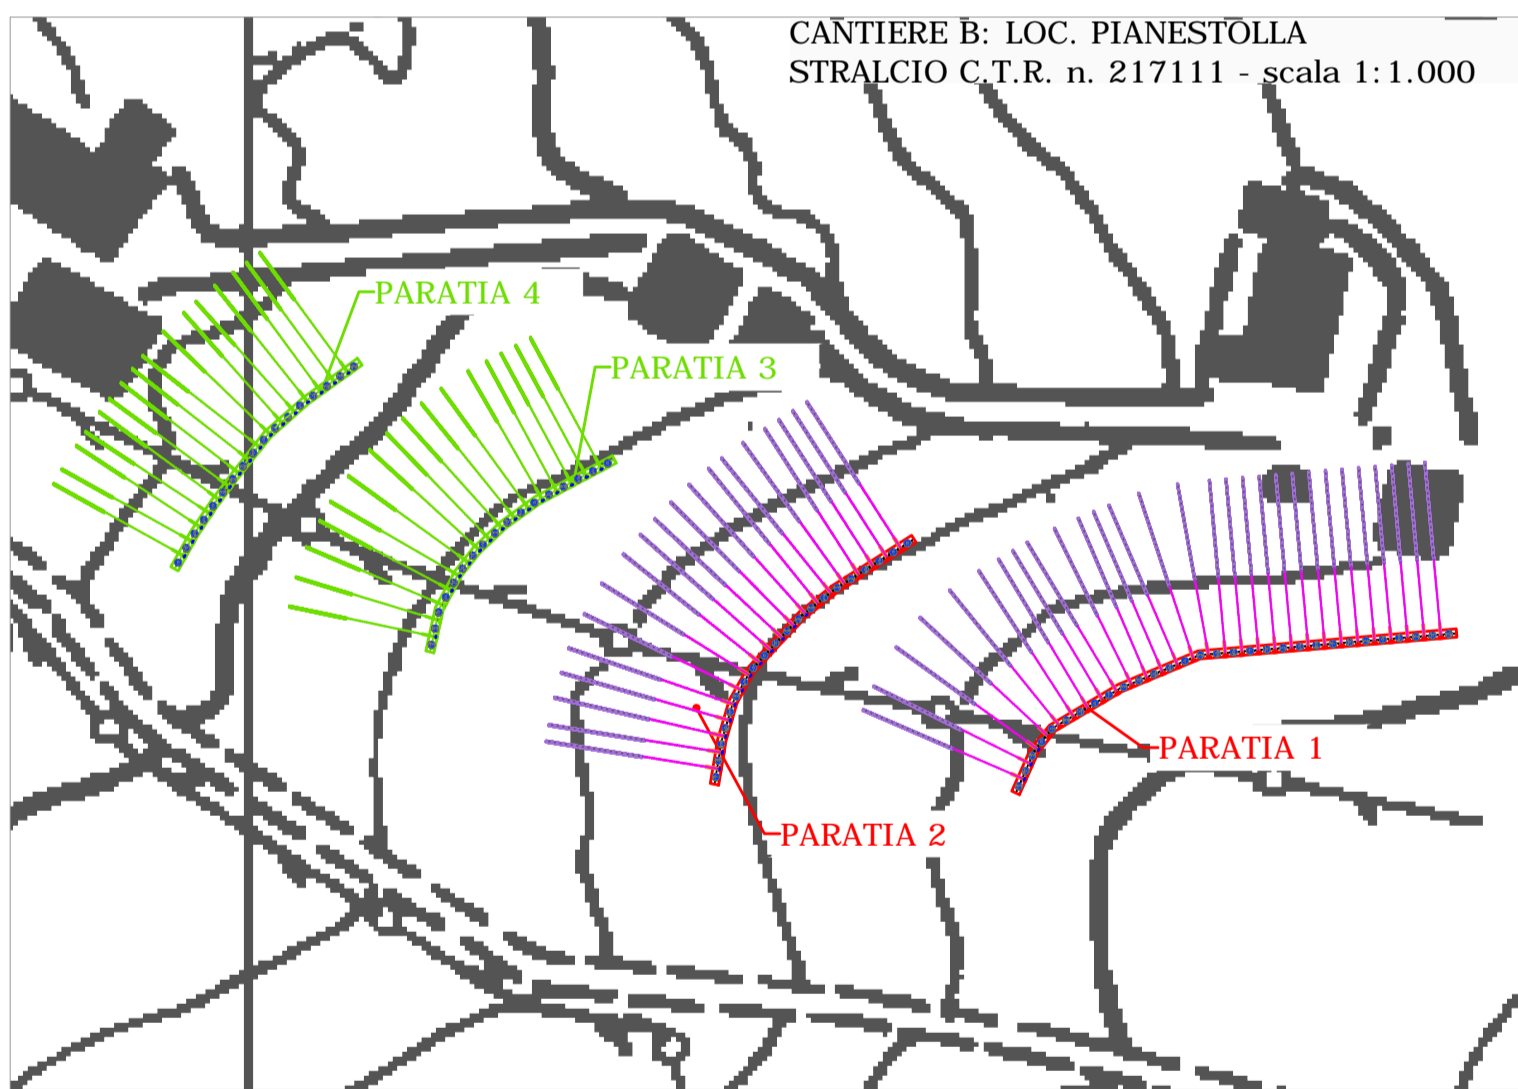 CANTIERE B: LOC. PIANESTOLLA
STRALCIO C.T.R. n. 217111 - scala 1:1.000
PARATIA 4
PARATIA 3
PARATIA 1
PARATIA 2